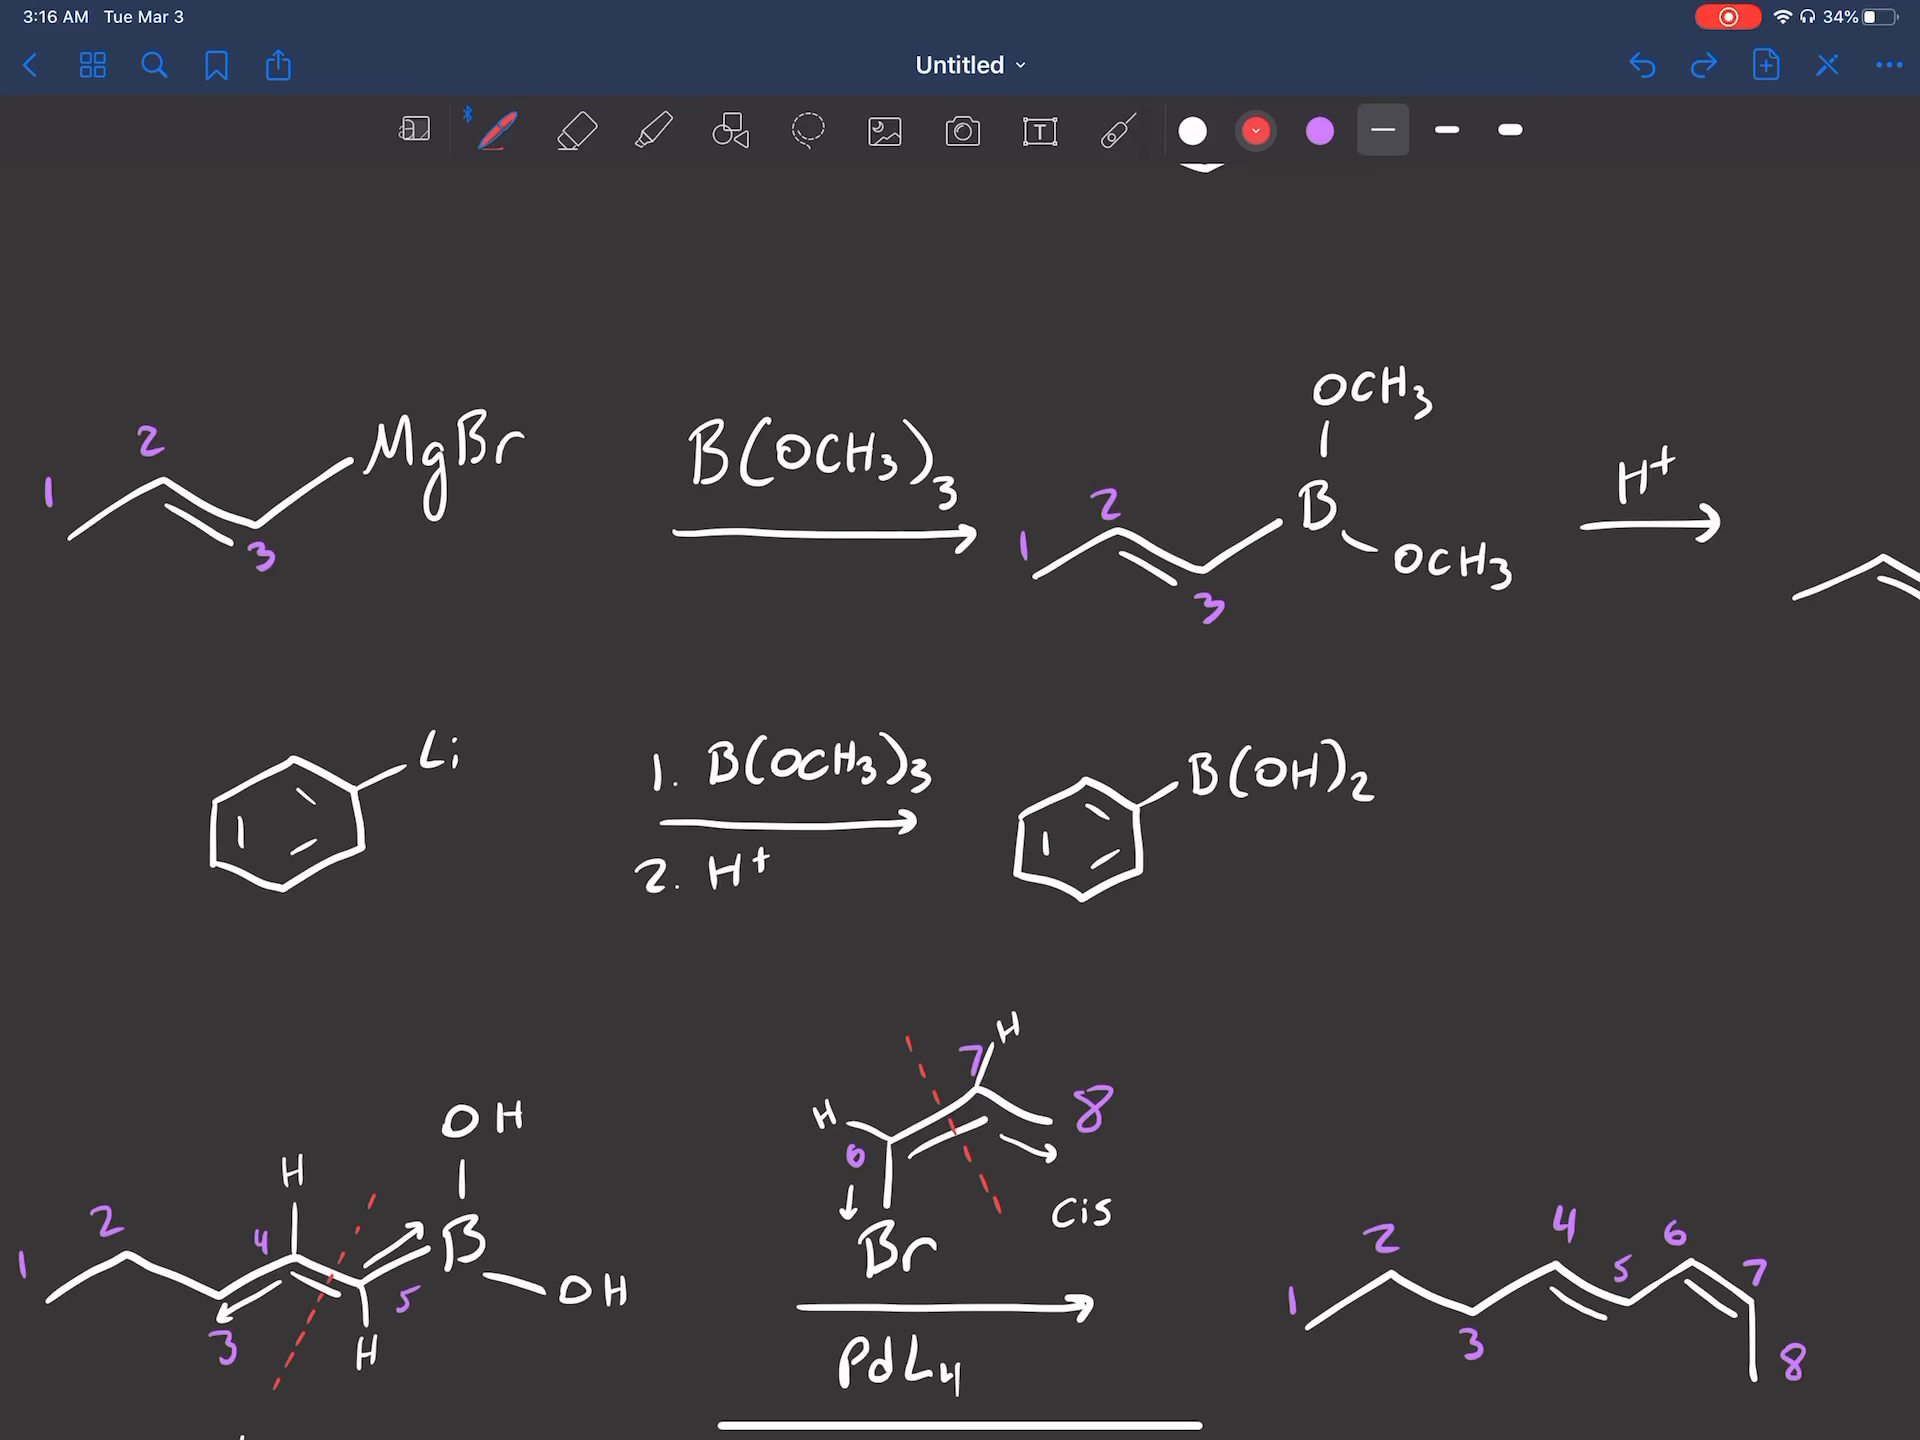 3:16 AM Tue Mar 3
34%
Untitled
T
1 2 3 MgBr
B(OCH3)3
1 2 3 B
OCH3
OCH3
H+
Li
1. B(OCH3)3
2. H+
B(OH)2
1 2 3 4 5
H
H
B
OH
OH
H
H
6 7 8
Br
Cis
PdL4
1 2 3 4 5 6 7 8